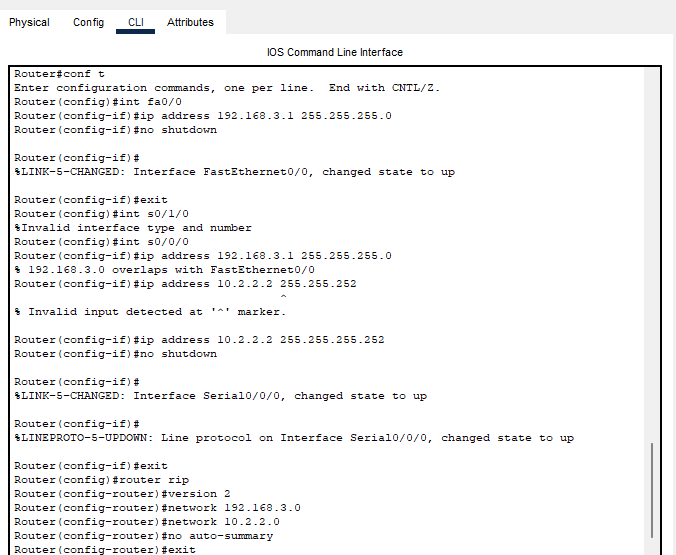 Physical Config CLI Attributes
IOS Command Line Interface
Router#conf t
Enter configuration commands, one per line.  End with CNTL/Z.
Router(config)#int fa0/0
Router(config-if)#ip address 192.168.3.1 255.255.255.0
Router(config-if)#no shutdown
Router(config-if)#
%LINK-5-CHANGED: Interface FastEthernet0/0, changed state to up
Router(config-if)#exit
Router(config)#int s0/1/0
%Invalid interface type and number
Router(config)#int s0/0/0
Router(config-if)#ip address 192.168.3.1 255.255.255.0
% 192.168.3.0 overlaps with FastEthernet0/0
Router(config-if)#ip address 10.2.2.2 255.255.252
^
% Invalid input detected at '^' marker.
Router(config-if)#ip address 10.2.2.2 255.255.255.252
Router(config-if)#no shutdown
Router(config-if)#
%LINK-5-CHANGED: Interface Serial0/0/0, changed state to up
Router(config-if)#
%LINEPROTO-5-UPDOWN: Line protocol on Interface Serial0/0/0, changed state to up
Router(config-if)#exit
Router(config)#router rip
Router(config-router)#version 2
Router(config-router)#network 192.168.3.0
Router(config-router)#network 10.2.2.0
Router(config-router)#no auto-summary
Router(config-router)#exit